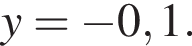 y = −0, 1.